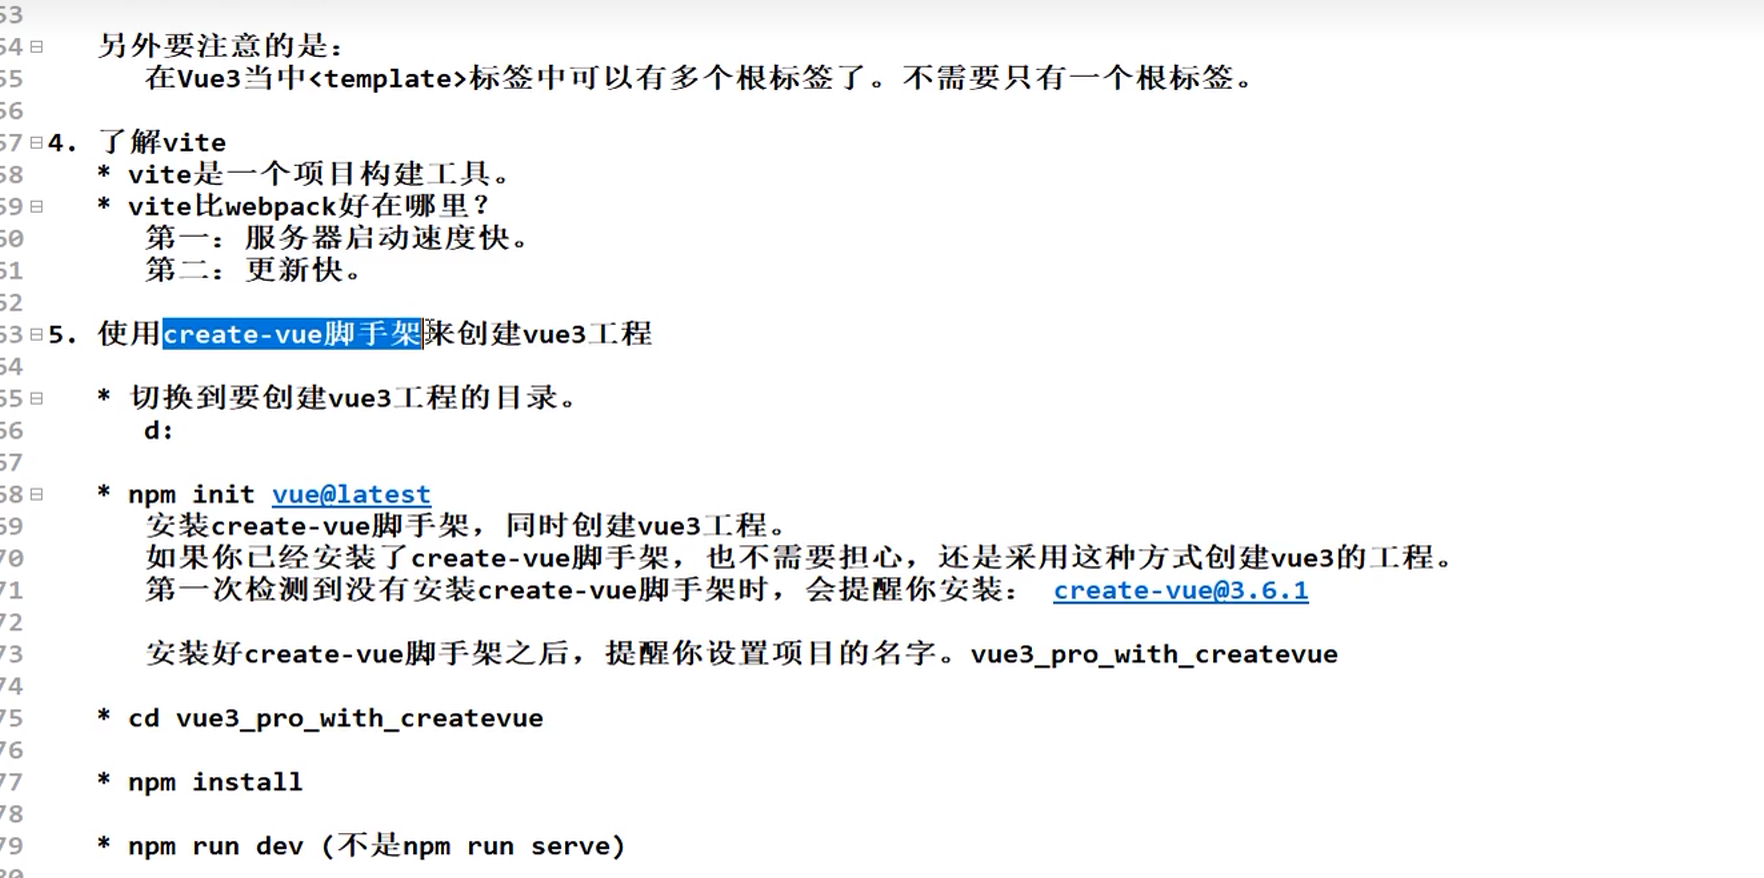 53
54 另外要注意的是：
55 在Vue3当中<template>标签中可以有多个根标签了。不需要只有一个根标签。
56
57 4. 了解vite
58 * vite是一个项目构建工具。
59 * vite比webpack好在哪里？
60 第一：服务器启动速度快。
61 第二：更新快。
62
63 5. 使用create-vue脚手架来创建vue3工程
64
65 * 切换到要创建vue3工程的目录。
66 d:
67
68 * npm init vue@latest
69 安装create-vue脚手架，同时创建vue3工程。
70 如果你已经安装了create-vue脚手架，也不需要担心，还是采用这种方式创建vue3的工程。
71 第一次检测到没有安装create-vue脚手架时，会提醒你安装： create-vue@3.6.1
72
73 安装好create-vue脚手架之后，提醒你设置项目的名字。vue3_pro_with_createvue
74
75 * cd vue3_pro_with_createvue
76
77 * npm install
78
79 * npm run dev (不是npm run serve)
80